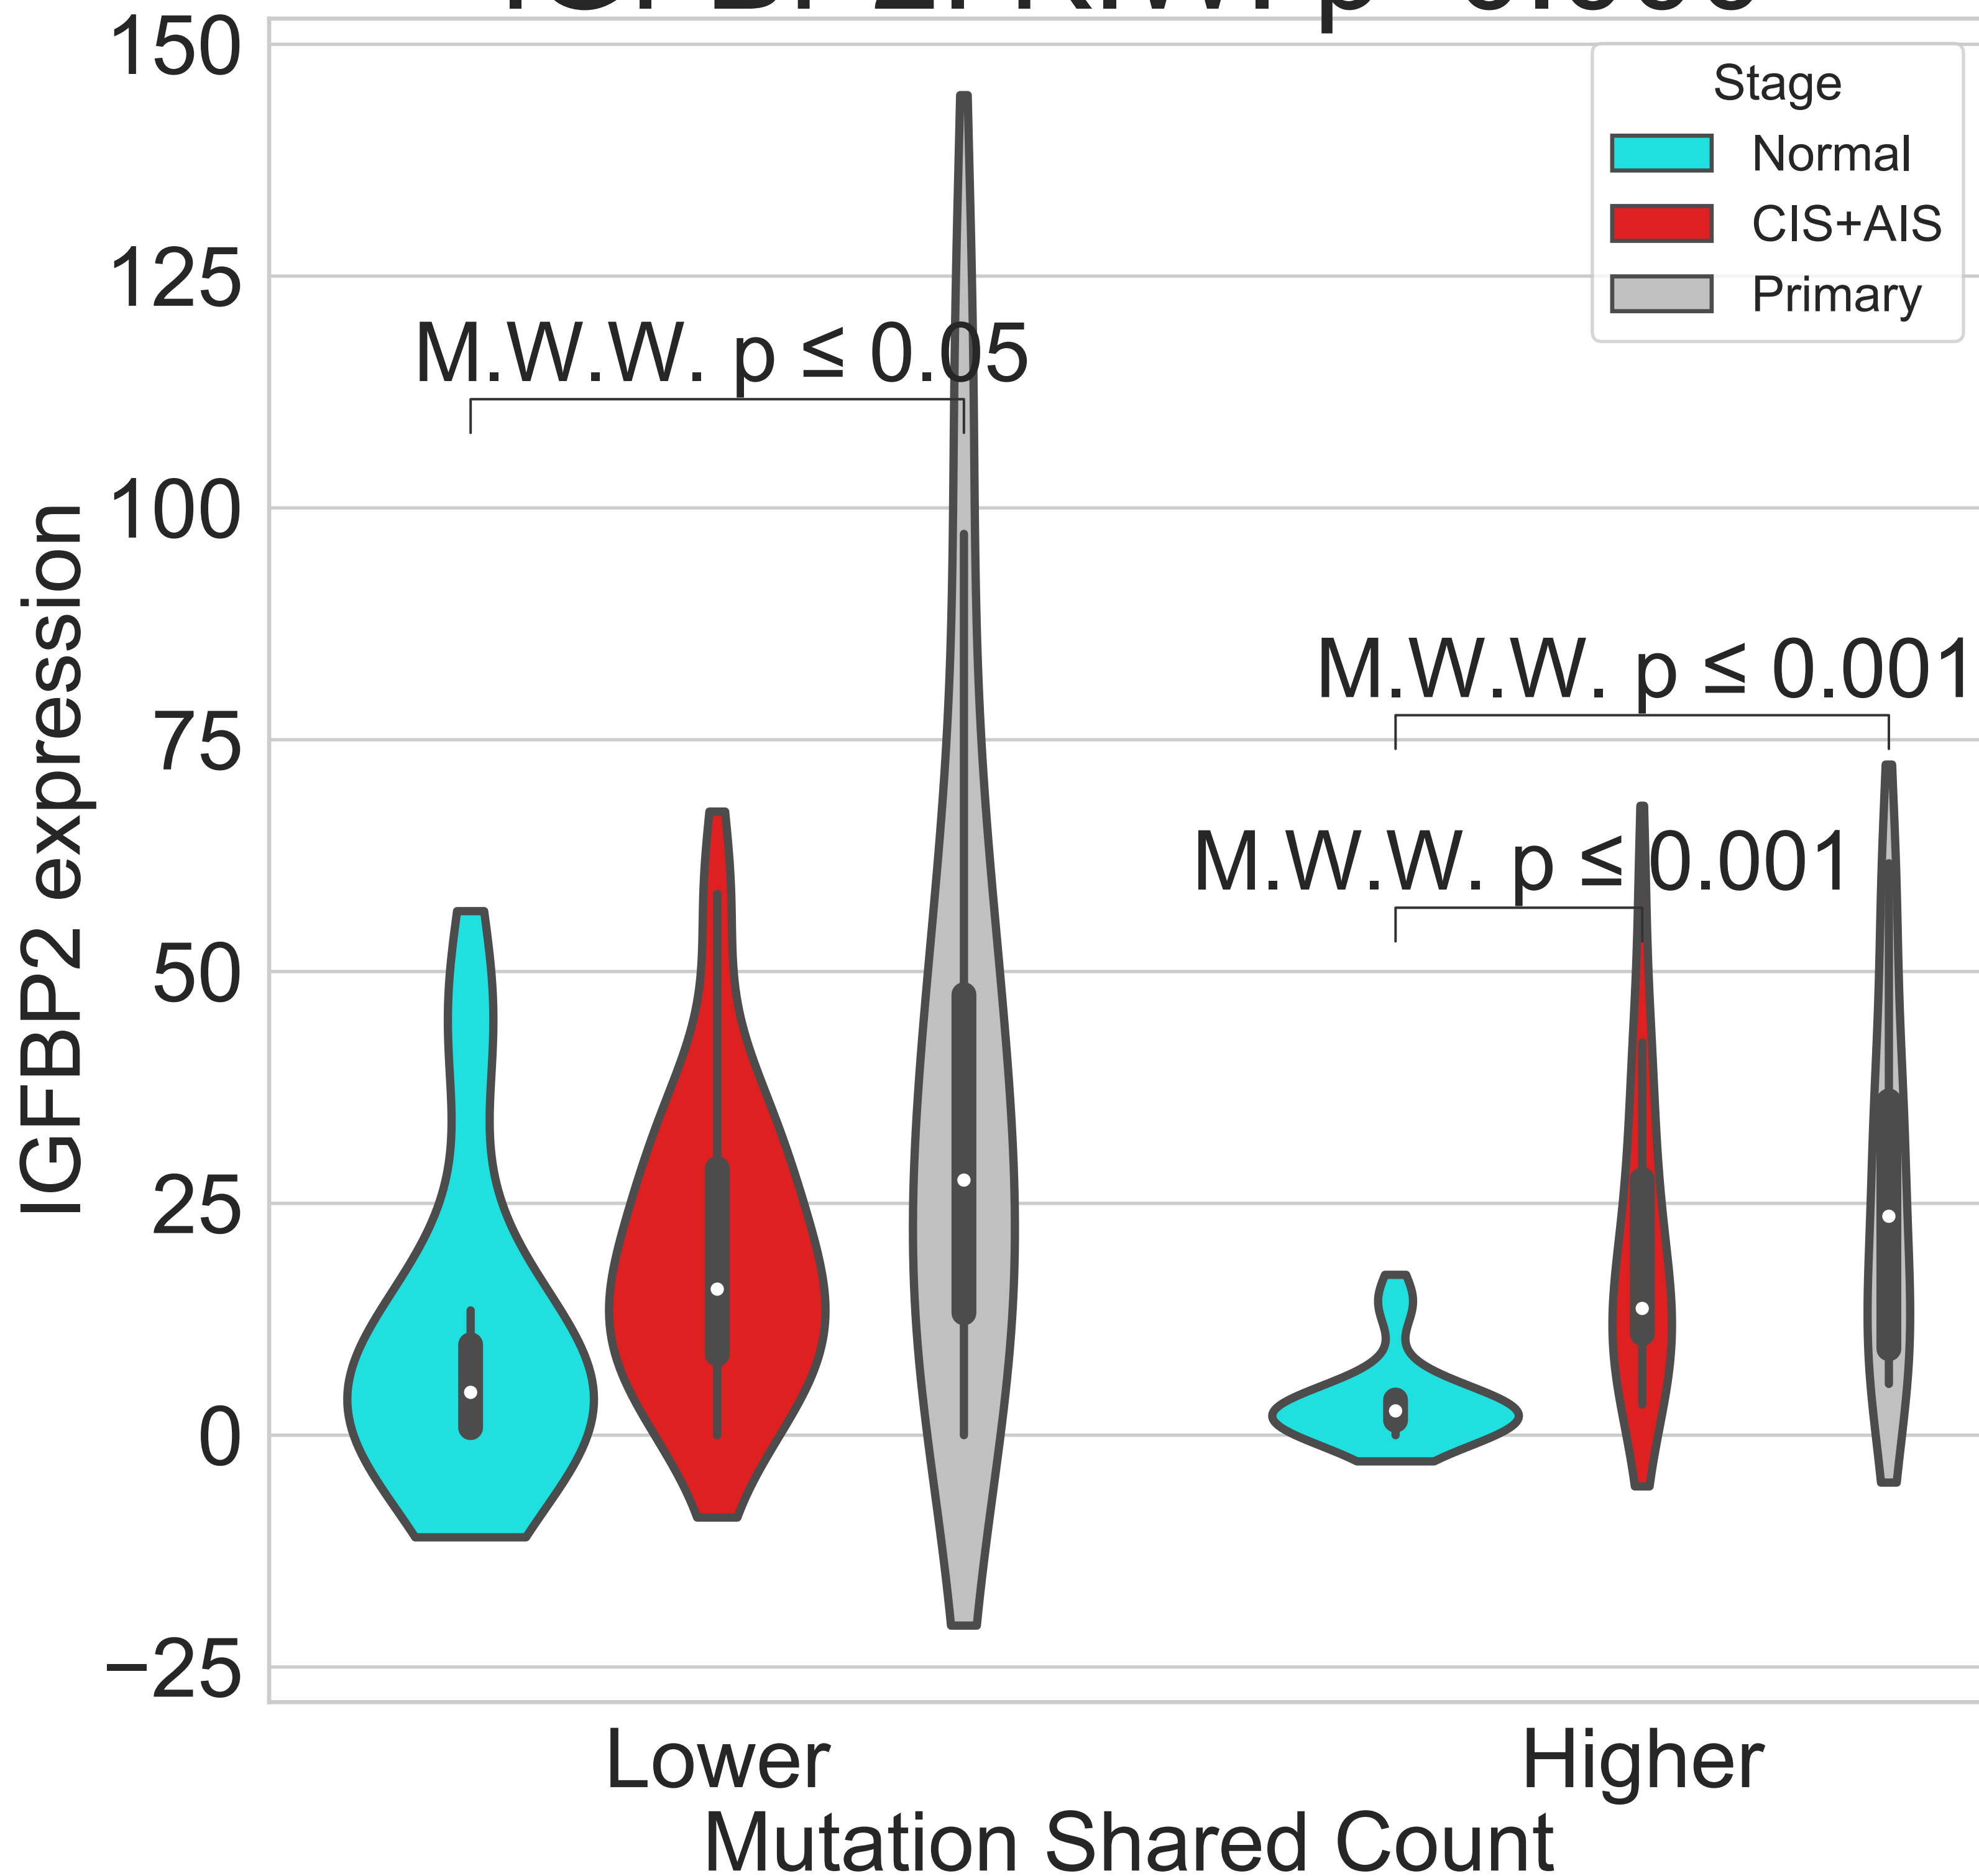 150
125
100
75
50
25
0
−25
IGFBP2 expression
Stage
Normal
CIS+AIS
Primary
M.W.W. p ≤ 0.05
M.W.W. p ≤ 0.001
M.W.W. p ≤ 0.001
Lower
Higher
Mutation Shared Count